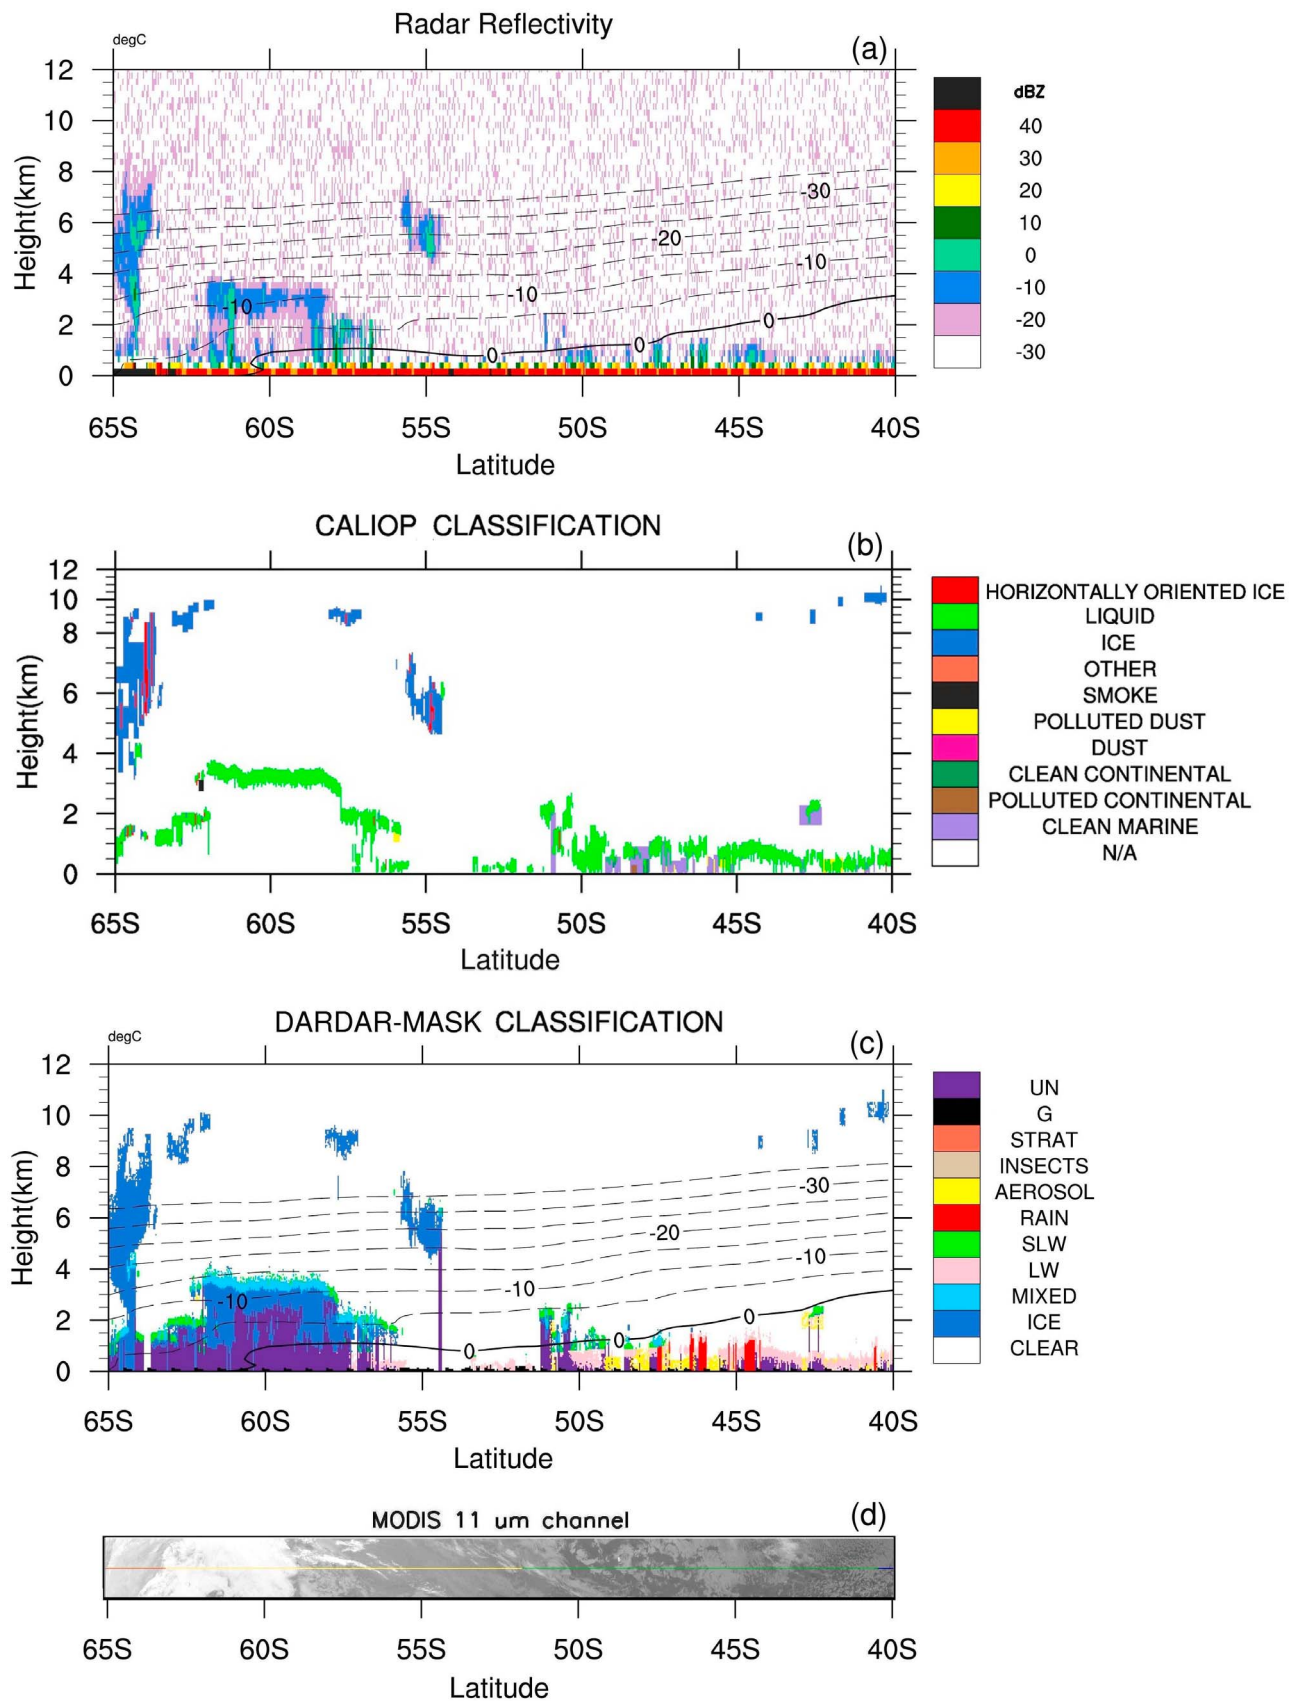 Radar Reflectivity
degC
(a)
12
10
8
6
4
2
0
Height(km)
-30
-20
-10
-10
-10
0
0
0
65S 60S 55S 50S 45S 40S
Latitude
dBZ
40
30
20
10
0
-10
-20
-30
CALIOP CLASSIFICATION
(b)
12
10
8
6
4
2
0
Height(km)
65S 60S 55S 50S 45S 40S
Latitude
HORIZONTALLY ORIENTED ICE
LIQUID
ICE
OTHER
SMOKE
POLLUTED DUST
DUST
CLEAN CONTINENTAL
POLLUTED CONTINENTAL
CLEAN MARINE
N/A
DARDAR-MASK CLASSIFICATION
degC
(c)
12
10
8
6
4
2
0
Height(km)
-30
-20
-10
-10
-10
0
0
0
65S 60S 55S 50S 45S 40S
Latitude
UN
G
STRAT
INSECTS
AEROSOL
RAIN
SLW
LW
MIXED
ICE
CLEAR
MODIS 11 um channel
(d)
65S 60S 55S 50S 45S 40S
Latitude